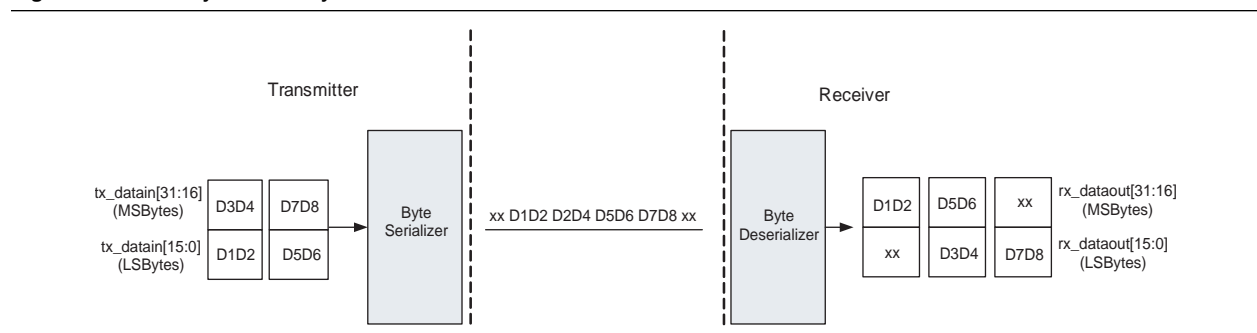 Transmitter
Receiver
tx_datain[31:16]
(MSBytes)
D3D4
D7D8
tx_datain[15:0]
(LSBytes)
D1D2
D5D6
Byte
Serializer
xx D1D2 D2D4 D5D6 D7D8 xx
Byte
Deserializer
D1D2
D5D6
xx
rx_dataout[31:16]
(MSBytes)
xx
D3D4
D7D8
rx_dataout[15:0]
(LSBytes)